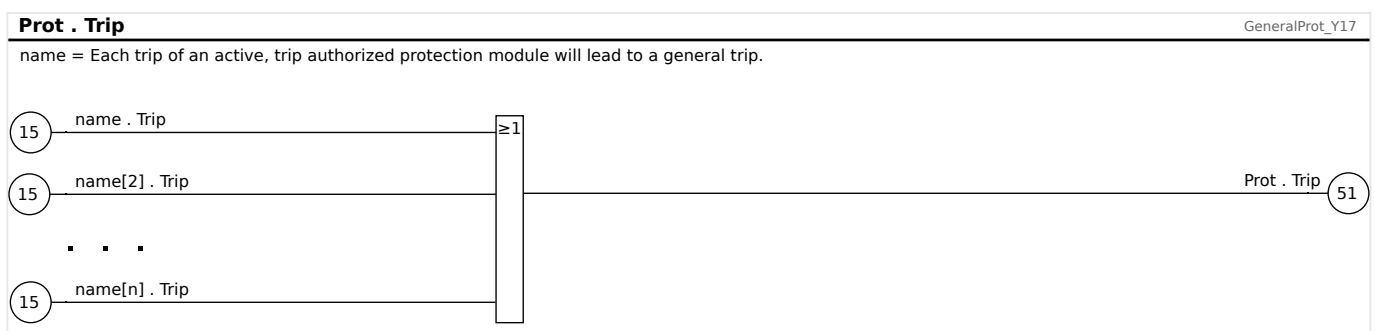 Prot . Trip
GeneralProt_Y17
name = Each trip of an active, trip authorized protection module will lead to a general trip.
15
name . Trip
≥1
15
name[2] . Trip
Prot . Trip
51
15
name[n] . Trip